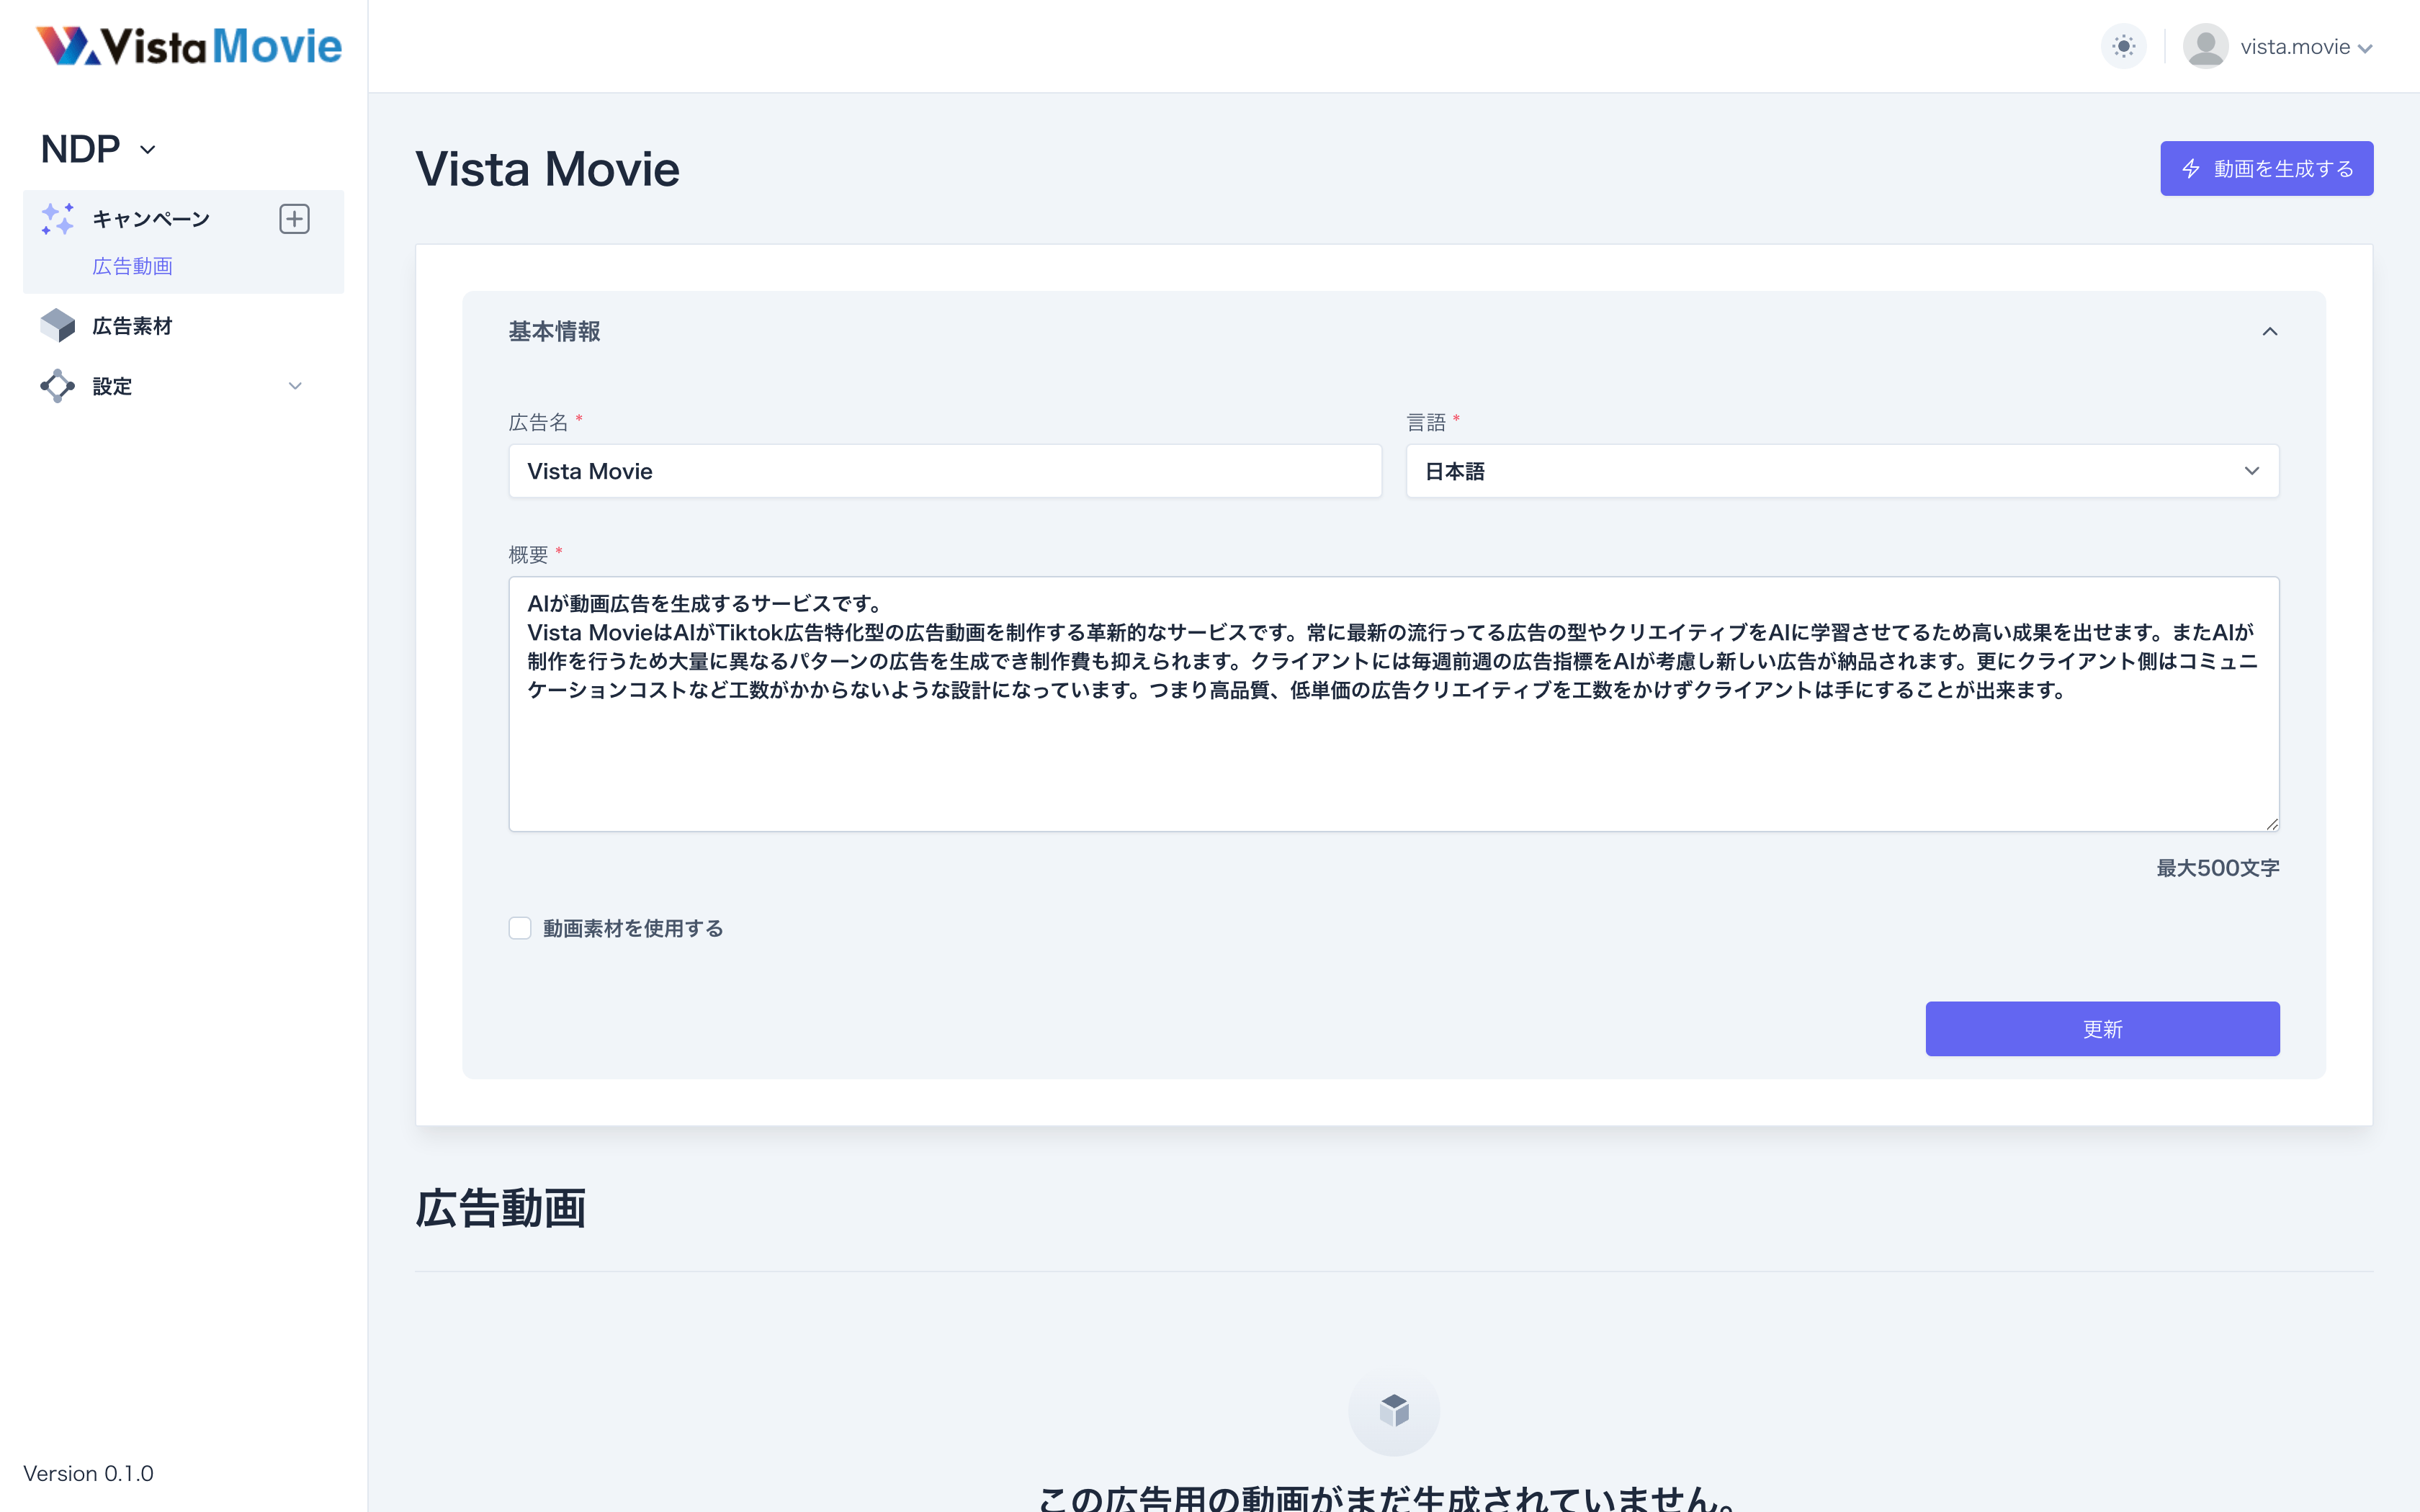 VistaMovie
vista.movie
NDP
キャンペーン
広告動画
広告素材
設定
Version 0.1.0
Vista Movie
動画を生成する
基本情報
広告名 *
Vista Movie
言語 *
日本語
概要 *
AIが動画広告を生成するサービスです。
Vista MovieはAIがTiktok広告特化型の広告動画を制作する革新的なサービスです。常に最新の流行ってる広告の型やクリエイティブをAIに学習させてるため高い成果を出せます。またAIが
制作を行うため大量に異なるパターンの広告を生成でき制作費も抑えられます。クライアントには毎週前週の広告指標をAIが考慮し新しい広告が納品されます。更にクライアント側はコミュニ
ケーションコストなど工数がかからないような設計になっています。つまり高品質、低単価の広告クリエイティブを工数をかけずクライアントは手にすることが出来ます。
最大500文字
動画素材を使用する
更新
広告動画
この広告用の動画がまだ生成されていません。